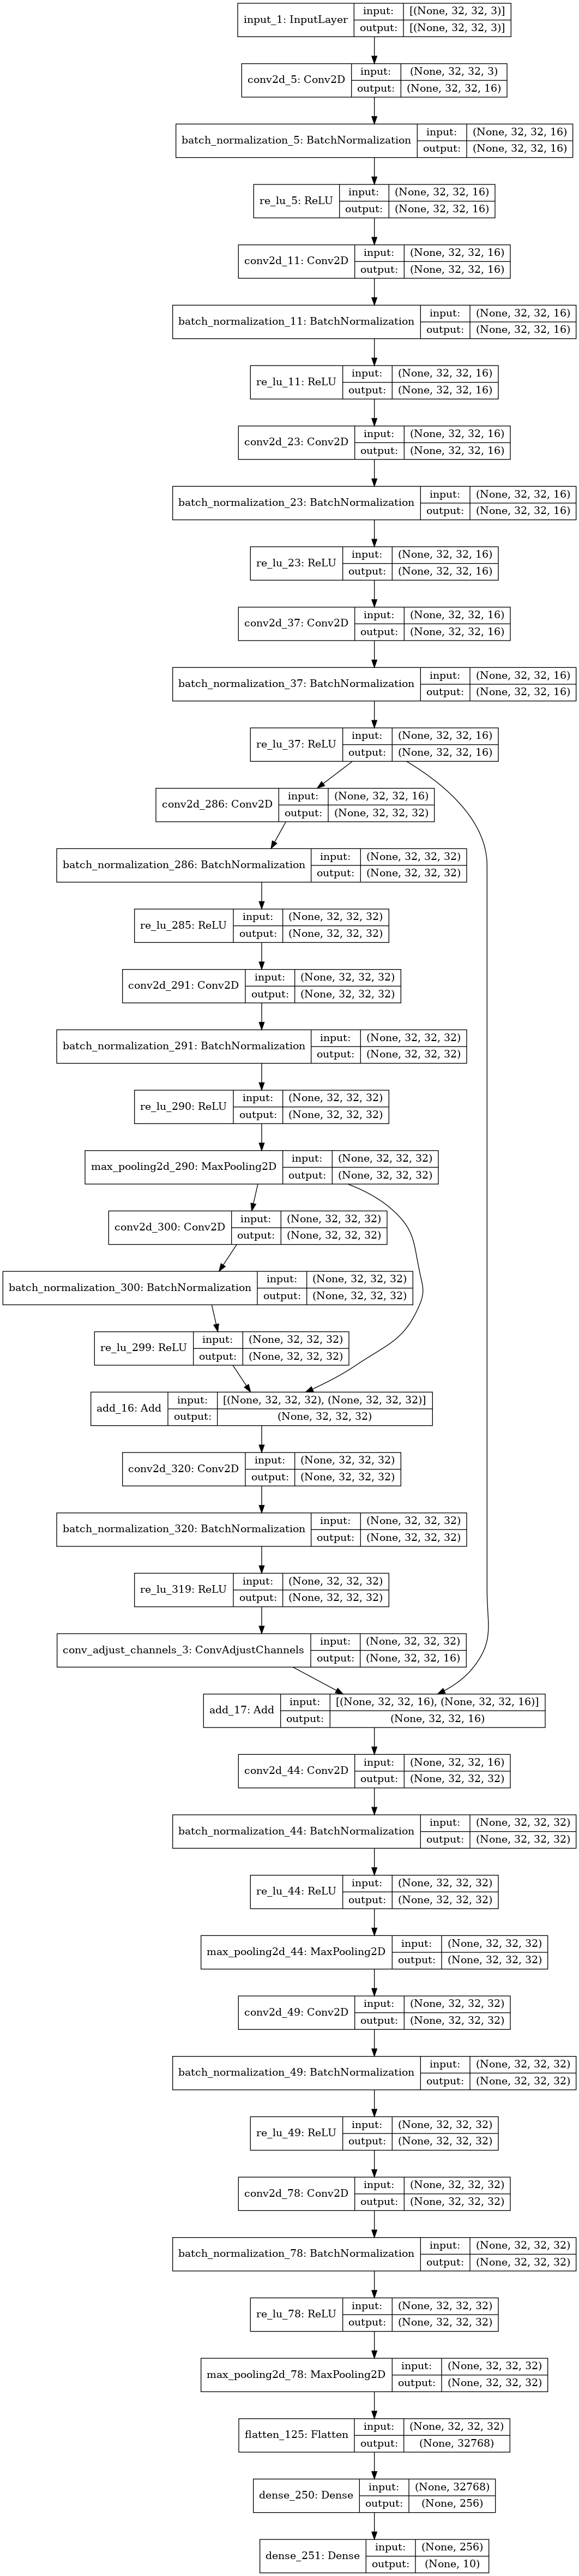 input_1: InputLayer
input: [(None, 32, 32, 3)]
output: [(None, 32, 32, 3)]
conv2d_5: Conv2D
input: (None, 32, 32, 3)
output: (None, 32, 32, 16)
batch_normalization_5: BatchNormalization
input: (None, 32, 32, 16)
output: (None, 32, 32, 16)
re_lu_5: ReLU
input: (None, 32, 32, 16)
output: (None, 32, 32, 16)
conv2d_11: Conv2D
input: (None, 32, 32, 16)
output: (None, 32, 32, 16)
batch_normalization_11: BatchNormalization
input: (None, 32, 32, 16)
output: (None, 32, 32, 16)
re_lu_11: ReLU
input: (None, 32, 32, 16)
output: (None, 32, 32, 16)
conv2d_23: Conv2D
input: (None, 32, 32, 16)
output: (None, 32, 32, 16)
batch_normalization_23: BatchNormalization
input: (None, 32, 32, 16)
output: (None, 32, 32, 16)
re_lu_23: ReLU
input: (None, 32, 32, 16)
output: (None, 32, 32, 16)
conv2d_37: Conv2D
input: (None, 32, 32, 16)
output: (None, 32, 32, 16)
batch_normalization_37: BatchNormalization
input: (None, 32, 32, 16)
output: (None, 32, 32, 16)
re_lu_37: ReLU
input: (None, 32, 32, 16)
output: (None, 32, 32, 16)
conv2d_286: Conv2D
input: (None, 32, 32, 16)
output: (None, 32, 32, 32)
batch_normalization_286: BatchNormalization
input: (None, 32, 32, 32)
output: (None, 32, 32, 32)
re_lu_285: ReLU
input: (None, 32, 32, 32)
output: (None, 32, 32, 32)
conv2d_291: Conv2D
input: (None, 32, 32, 32)
output: (None, 32, 32, 32)
batch_normalization_291: BatchNormalization
input: (None, 32, 32, 32)
output: (None, 32, 32, 32)
re_lu_290: ReLU
input: (None, 32, 32, 32)
output: (None, 32, 32, 32)
max_pooling2d_290: MaxPooling2D
input: (None, 32, 32, 32)
output: (None, 32, 32, 32)
conv2d_300: Conv2D
input: (None, 32, 32, 32)
output: (None, 32, 32, 32)
batch_normalization_300: BatchNormalization
input: (None, 32, 32, 32)
output: (None, 32, 32, 32)
re_lu_299: ReLU
input: (None, 32, 32, 32)
output: (None, 32, 32, 32)
add_16: Add
input: [(None, 32, 32, 32), (None, 32, 32, 32)]
output: (None, 32, 32, 32)
conv2d_320: Conv2D
input: (None, 32, 32, 32)
output: (None, 32, 32, 32)
batch_normalization_320: BatchNormalization
input: (None, 32, 32, 32)
output: (None, 32, 32, 32)
re_lu_319: ReLU
input: (None, 32, 32, 32)
output: (None, 32, 32, 32)
conv_adjust_channels_3: ConvAdjustChannels
input: (None, 32, 32, 32)
output: (None, 32, 32, 16)
add_17: Add
input: [(None, 32, 32, 16), (None, 32, 32, 16)]
output: (None, 32, 32, 16)
conv2d_44: Conv2D
input: (None, 32, 32, 16)
output: (None, 32, 32, 32)
batch_normalization_44: BatchNormalization
input: (None, 32, 32, 32)
output: (None, 32, 32, 32)
re_lu_44: ReLU
input: (None, 32, 32, 32)
output: (None, 32, 32, 32)
max_pooling2d_44: MaxPooling2D
input: (None, 32, 32, 32)
output: (None, 32, 32, 32)
conv2d_49: Conv2D
input: (None, 32, 32, 32)
output: (None, 32, 32, 32)
batch_normalization_49: BatchNormalization
input: (None, 32, 32, 32)
output: (None, 32, 32, 32)
re_lu_49: ReLU
input: (None, 32, 32, 32)
output: (None, 32, 32, 32)
conv2d_78: Conv2D
input: (None, 32, 32, 32)
output: (None, 32, 32, 32)
batch_normalization_78: BatchNormalization
input: (None, 32, 32, 32)
output: (None, 32, 32, 32)
re_lu_78: ReLU
input: (None, 32, 32, 32)
output: (None, 32, 32, 32)
max_pooling2d_78: MaxPooling2D
input: (None, 32, 32, 32)
output: (None, 32, 32, 32)
flatten_125: Flatten
input: (None, 32, 32, 32)
output: (None, 32768)
dense_250: Dense
input: (None, 32768)
output: (None, 256)
dense_251: Dense
input: (None, 256)
output: (None, 10)